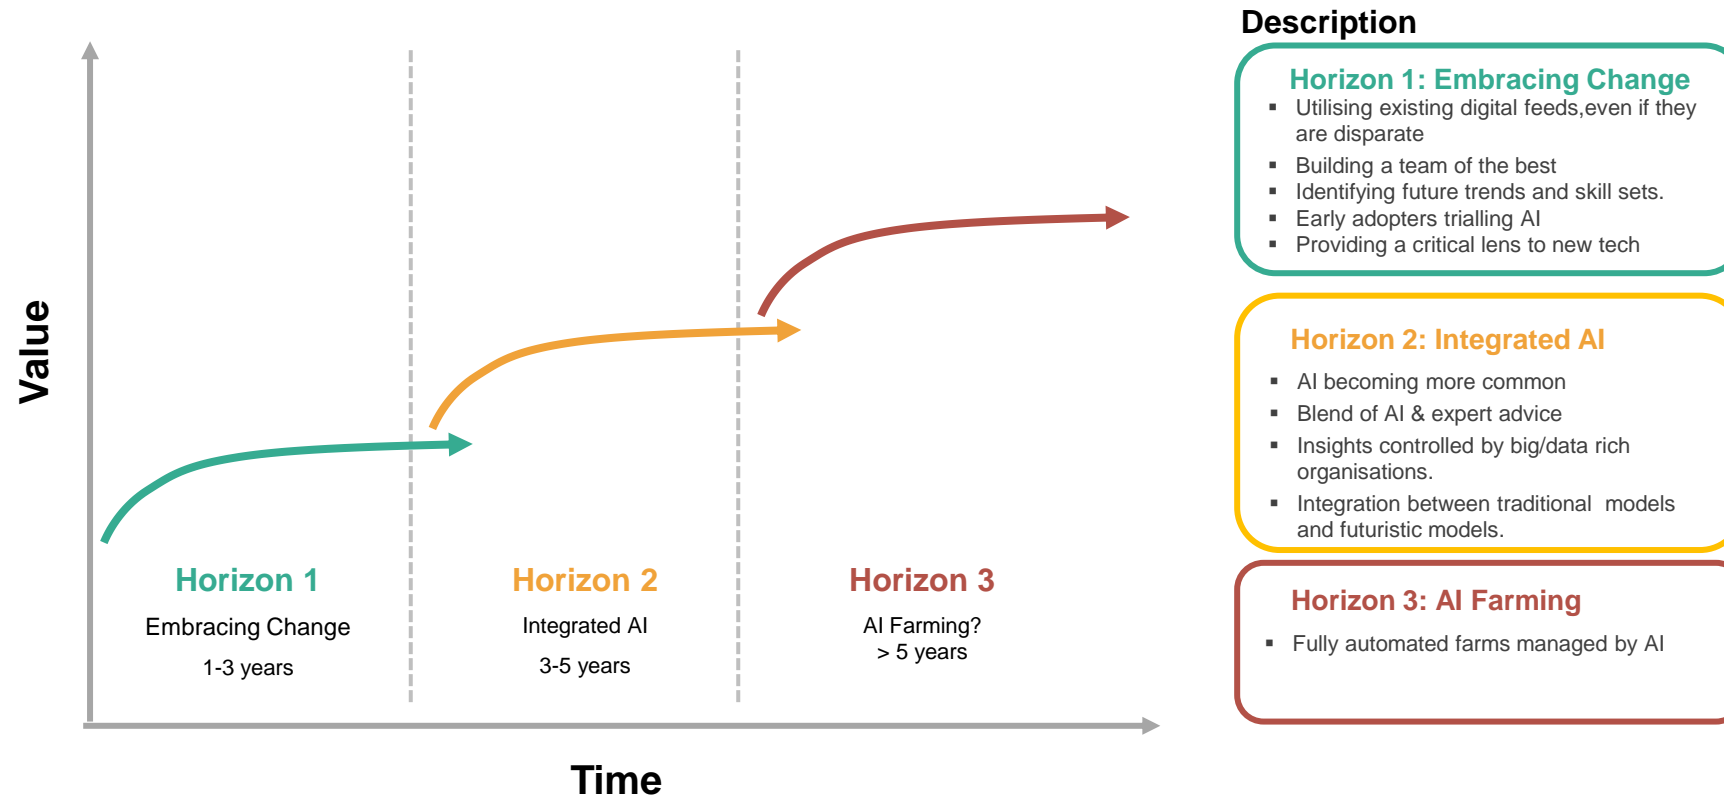 Value
Horizon 1
Embracing Change
1-3 years
Horizon 2
Integrated AI
3-5 years
Horizon 3
AI Farming?
> 5 years
Time
Description
Horizon 1: Embracing Change
▪ Utilising existing digital feeds,even if they
are disparate
▪ Building a team of the best
▪ Identifying future trends and skill sets.
▪ Early adopters trialling AI
▪ Providing a critical lens to new tech
Horizon 2: Integrated AI
▪ AI becoming more common
▪ Blend of AI & expert advice
▪ Insights controlled by big/data rich
organisations.
▪ Integration between traditional  models
and futuristic models.
Horizon 3: AI Farming
▪ Fully automated farms managed by AI